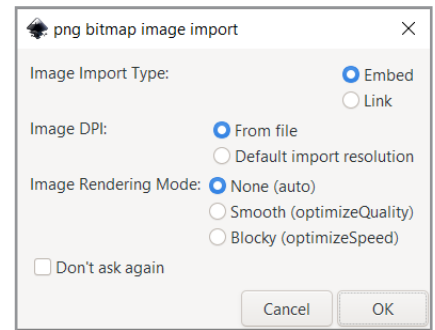 png bitmap image import
Image Import Type:
Embed
Link
Image DPI:
From file
Default import resolution
Image Rendering Mode:
None (auto)
Smooth (optimizeQuality)
Blocky (optimizeSpeed)
Don't ask again
Cancel
OK